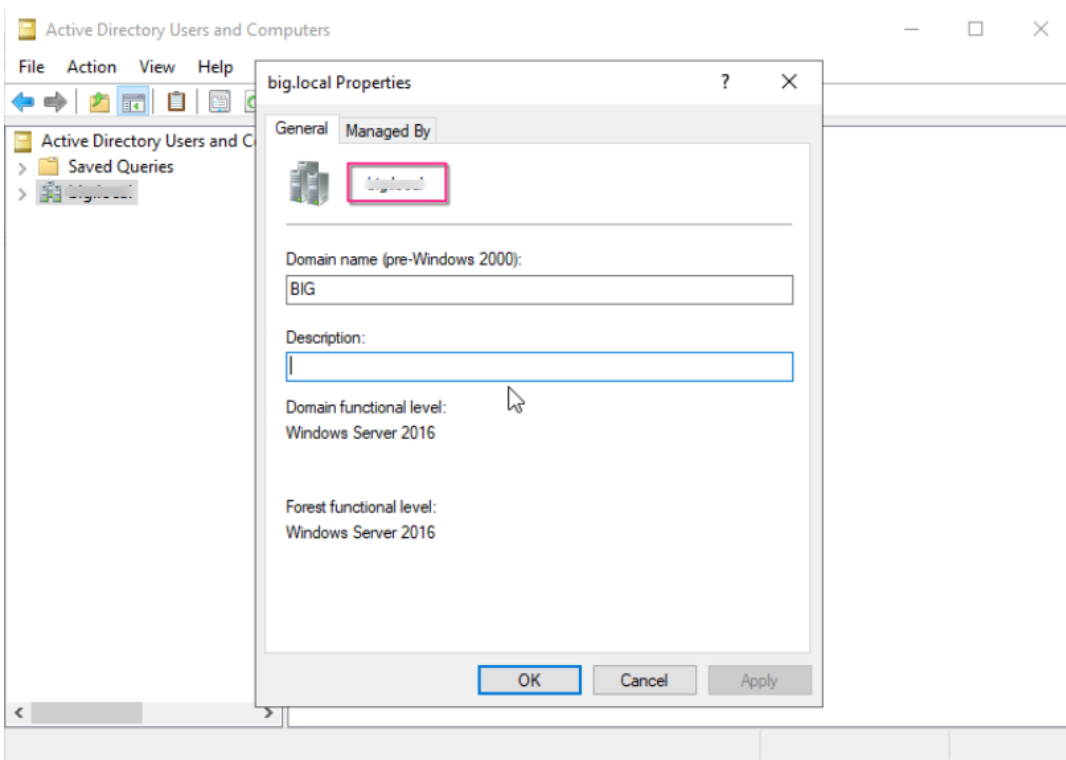 Active Directory Users and Computers
File Action View Help
big.local Properties
?
Active Directory Users and C
General Managed By
Saved Queries
Domain name (pre-Windows 2000):
BIG
Description:
Domain functional level:
Windows Server 2016
Forest functional level:
Windows Server 2016
OK Cancel Apply